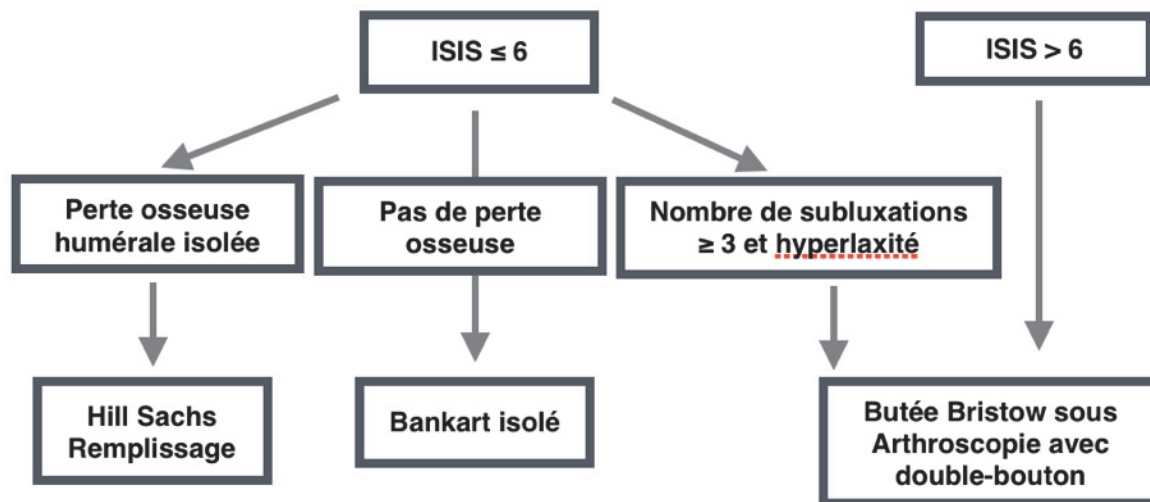 ISIS ≤ 6
ISIS > 6
Perte osseuse
humérale isolée
Pas de perte
osseuse
Nombre de subluxations
≥ 3 et hyperlaxité
Hill Sachs
Remplissage
Bankart isolé
Butée Bristow sous
Arthroscopie avec
double-bouton